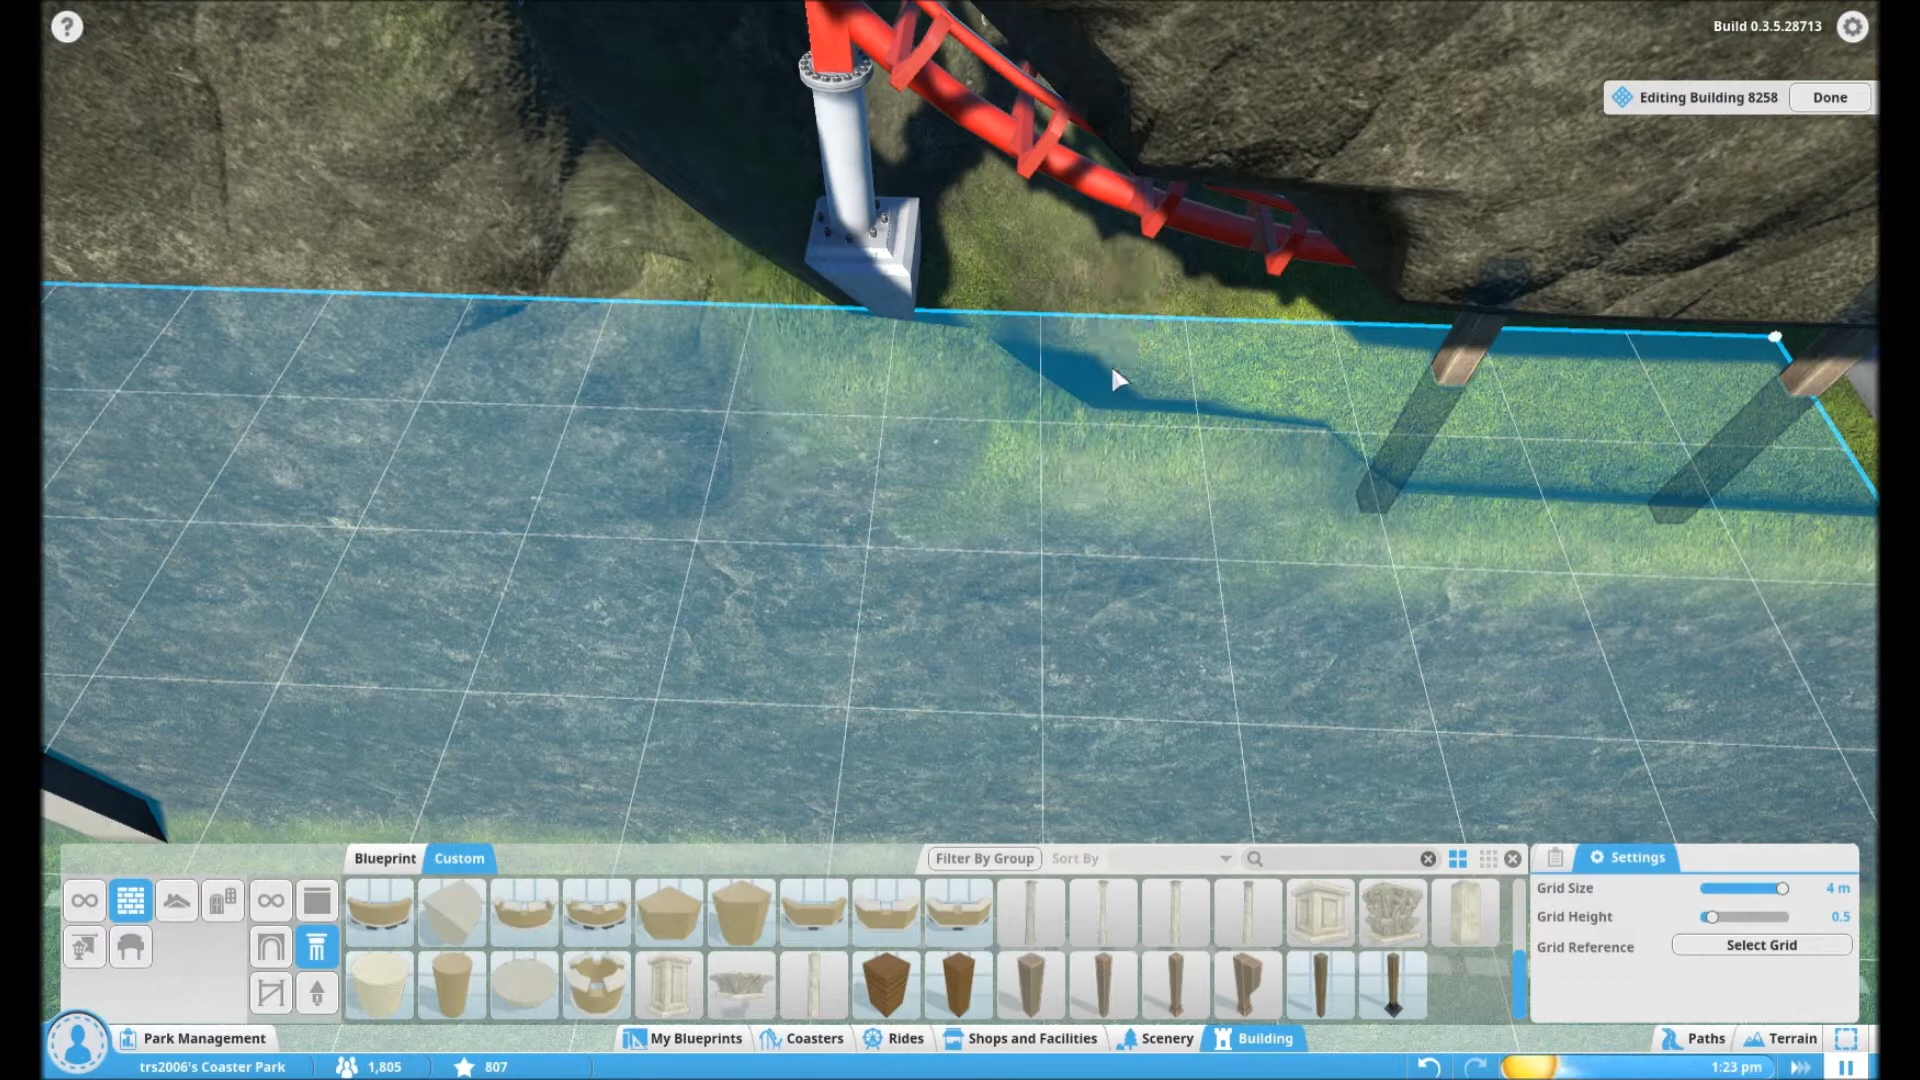 ?
Build 0.3.5.28713
Editing Building 8258
Done
Blueprint
Custom
Filter By Group
Sort By
Settings
Grid Size
4 m
Grid Height
0.5
Grid Reference
Select Grid
Park Management
My Blueprints
Coasters
Rides
Shops and Facilities
Scenery
Building
Paths
Terrain
trs2006's Coaster Park
1,805
807
1:23 pm